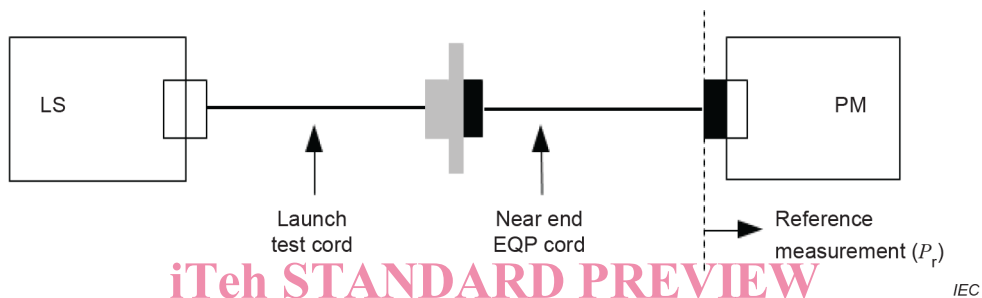 LS
PM
Launch
test cord
Near end
EQP cord
Reference
measurement (Pr)
iTeh STANDARD PREVIEW
IEC